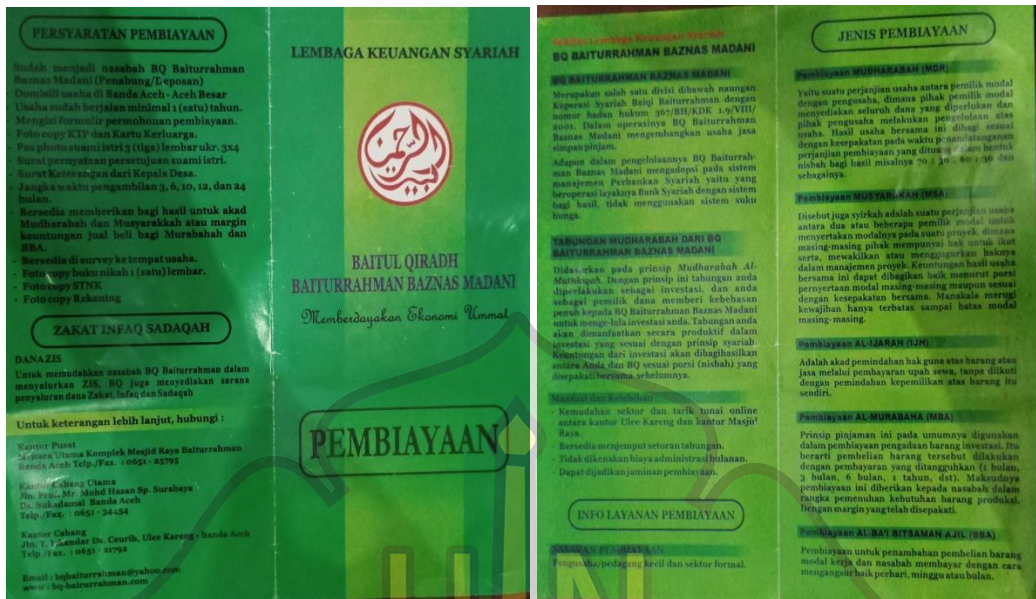 PERSYARATAN PEMBIAYAAN
Sudah menjadi nasabah BQ Baiturrahman
Baznas Madani (Penabung/Deposan)
- Domisili usaha di Banda Aceh - Aceh Besar
- Usaha sudah berjalan minimal 1 (satu) tahun.
- Mengisi formulir permohonan pembiayaan.
- Foto copy KTP dan Kartu Kerluarga.
- Pas photo suami istri 3 (tiga) lembar ukr. 3x4
- Surat pernyataan persetujuan suami istri.
- Surat Keterangan dari Kepala Desa.
- Jangka waktu pengambilan 3, 6, 10, 12, dan 24
bulan.
- Bersedia memberikan bagi hasil untuk akad
Mudharabah dan Musyarakkah atau margin
keuntungan jual beli bagi Murabahah dan
BBA.
- Bersedia di survey ke tempat usaha.
- Foto copy buku nikah 1 (satu) lembar.
- Foto copy STNK
- Foto copy Rekening
ZAKAT INFAQ SADAQAH
DANA ZIS
Untuk memudahkan nasabah BQ Baiturrahman dalam
menyalurkan ZIS, BQ juga menyediakan sarana
penyaluran dana Zakat, Infaq dan Sadaqah
Untuk keterangan lebih lanjut, hubungi :
Kantor Pusat
Menara Utama Komplek Mesjid Raya Baiturrahman
Banda Aceh Telp./Fax. : 0651 - 25795
Kantor Cabang Utama
Jln. Prof. Mr. Mohd Hasan Sp. Surabaya
Ds. Sukadamai Banda Aceh
Telp./Fax. : 0651 - 34454
Kantor Cabang
Jln. T. Iskandar Ds. Ceurih, Ulee Kareng - Banda Aceh
Telp./Fax. : 0651 - 21792
Email : bqbaiturrahman@yahoo.com
www : bq-bairurrahman.com
LEMBAGA KEUANGAN SYARIAH
BAITUL QIRADH
BAITURRAHMAN BAZNAS MADANI
Memberdayakan Ekonomi Ummat
PEMBIAYAAN
Sekilas Lembaga Keuangan Syariah
BQ BAITURRAHMAN BAZNAS MADANI
BQ BAITURRAHMAN BAZNAS MADANI
Merupakan salah satu divisi dibawah naungan
Koperasi Syariah Baiqi Baiturrahman dengan
nomor badan hukum 367/BH/KDK 1.9/VIII/
2001. Dalam operasinya BQ Baiturrahman
Baznas Madani mengembangkan usaha jasa
simpan pinjam.
Adapun dalam pengelolaannya BQ Baiturrah-
man Baznas Madani mengadopsi pada sistem
manajemen Perbankan Syariah yaitu yang
beroperasi layaknya Bank Syariah dengan sistem
bagi hasil, tidak menggunakan sistem suku
bunga.
TABUNGAN MUDHARABAH DARI BQ
BAITURRAHMAN BAZNAS MADANI
Didasarkan pada prinsip Mudharabah Al-
Muthlqah. Dengan prinsip ini tabungan anda
diperlakukan sebagai investasi, dan anda
sebagai pemilik dana memberi kebebasan
penuh kepada BQ Baiturrahman Baznas Madani
untuk menge-lola investasi anda. Tabungan anda
akan dimanfaatkan secara produktif dalam
investasi yang sesuai dengan prinsip syariah.
Keuntungan dari investasi akan dibagihasilkan
antara Anda dan BQ sesuai porsi (nisbah) yang
disepakati bersama sebelumnya.
Manfaat dan Kelebihan
- Kemudahan sektor dan tarik tunai online
antara kantor Ulee Kareng dan kantor Masjid
Raya.
- Bersedia menjemput setoran tabungan.
- Tidak dikenakan biaya administrasi bulanan.
- Dapat dijadikan jaminan pembiayaan.
INFO LAYANAN PEMBIAYAAN
SASARAN PEMBIAYAAN
Pengusaha/pedagang kecil dan sektor formal.
JENIS PEMBIAYAAN
Pembiayaan MUDHARABAH (MDR)
Yaitu suatu perjanjian usaha antara pemilik modal
dengan pengusaha, dimana pihak pemilik modal
menyediakan seluruh dana yang diperlukan dan
pihak pengusaha melakukan pengelolaan atas
usaha. Hasil usaha bersama ini dibagi sesuai
dengan kesepakatan pada waktu penandatanganan
perjanjian pembiayaan yang dituang dalam bentuk
nisbah bagi hasil misalnya 70 : 30 , 60 : 30 dan
sebagainya.
Pembiayaan MUSYARAKAH (MSA)
Disebut juga syirkah adalah suatu perjanjian usaha
antara dua atau beberapa pemilik modal untuk
menyertakan modalnya pada suatu proyek, dimana
masing-masing pihak mempunyai hak untuk ikut
serta, mewakilkan atau menggugurkan haknya
dalam manajemen proyek. Keuntungan hasil usaha
bersama ini dapat dibagikan baik menurut porsi
pernyertaan modal masing-masing maupun sesuai
dengan kesepakatan bersama. Manakala merugi
kewajiban hanya terbatas sampai batas modal
masing-masing.
Pembiayaan AL-IJARAH (IJH)
Adalah akad pemindahan hak guna atas barang atau
jasa melalui pembayaran upah sewa, tanpa diikuti
dengan pemindahan kepemilikan atas barang itu
sendiri.
Pembiayaan AL-MURABAHA (MBA)
Prinsip pinjaman ini pada umumnya digunakan
dalam pembiayaan pengadaan barang investasi. Itu
berarti pembelian barang tersebut dilakukan
dengan pembayaran yang ditangguhkan (1 bulan,
3 bulan, 6 bulan, 1 tahun, dst). Maksudnya
pembiayaan ini diberikan kepada nasabah dalam
rangka pemenuhan kebutuhan barang produksi.
Dengan margin yang telah disepakati.
Pembiayaan AL-BA'I BITSAMAN AJIL (BBA)
Pembiayaan untuk penambahan pembelian barang
modal kerja dan nasabah membayar dengan cara
mengangsur baik perhari, minggu atau bulan.